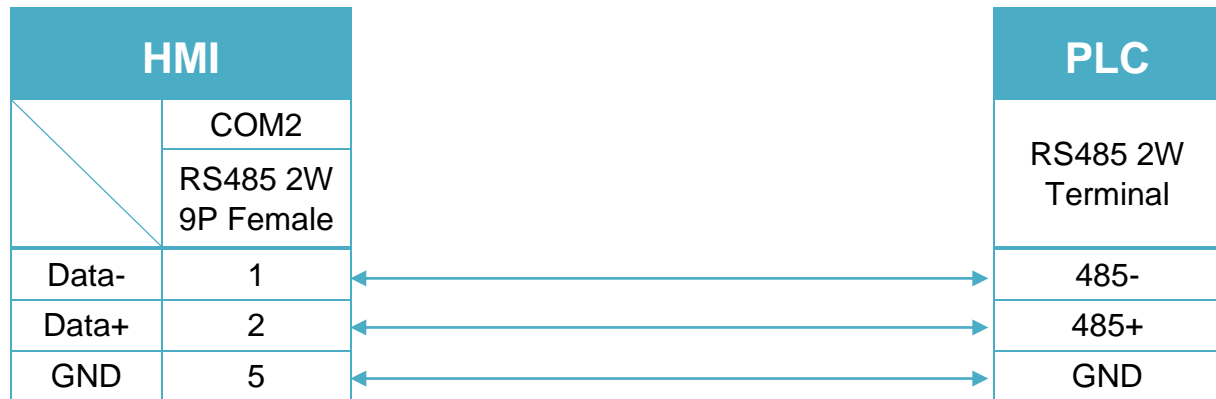 HMI
PLC
COM2
RS485 2W
9P Female
RS485 2W
Terminal
Data- 1 485-
Data+ 2 485+
GND 5 GND